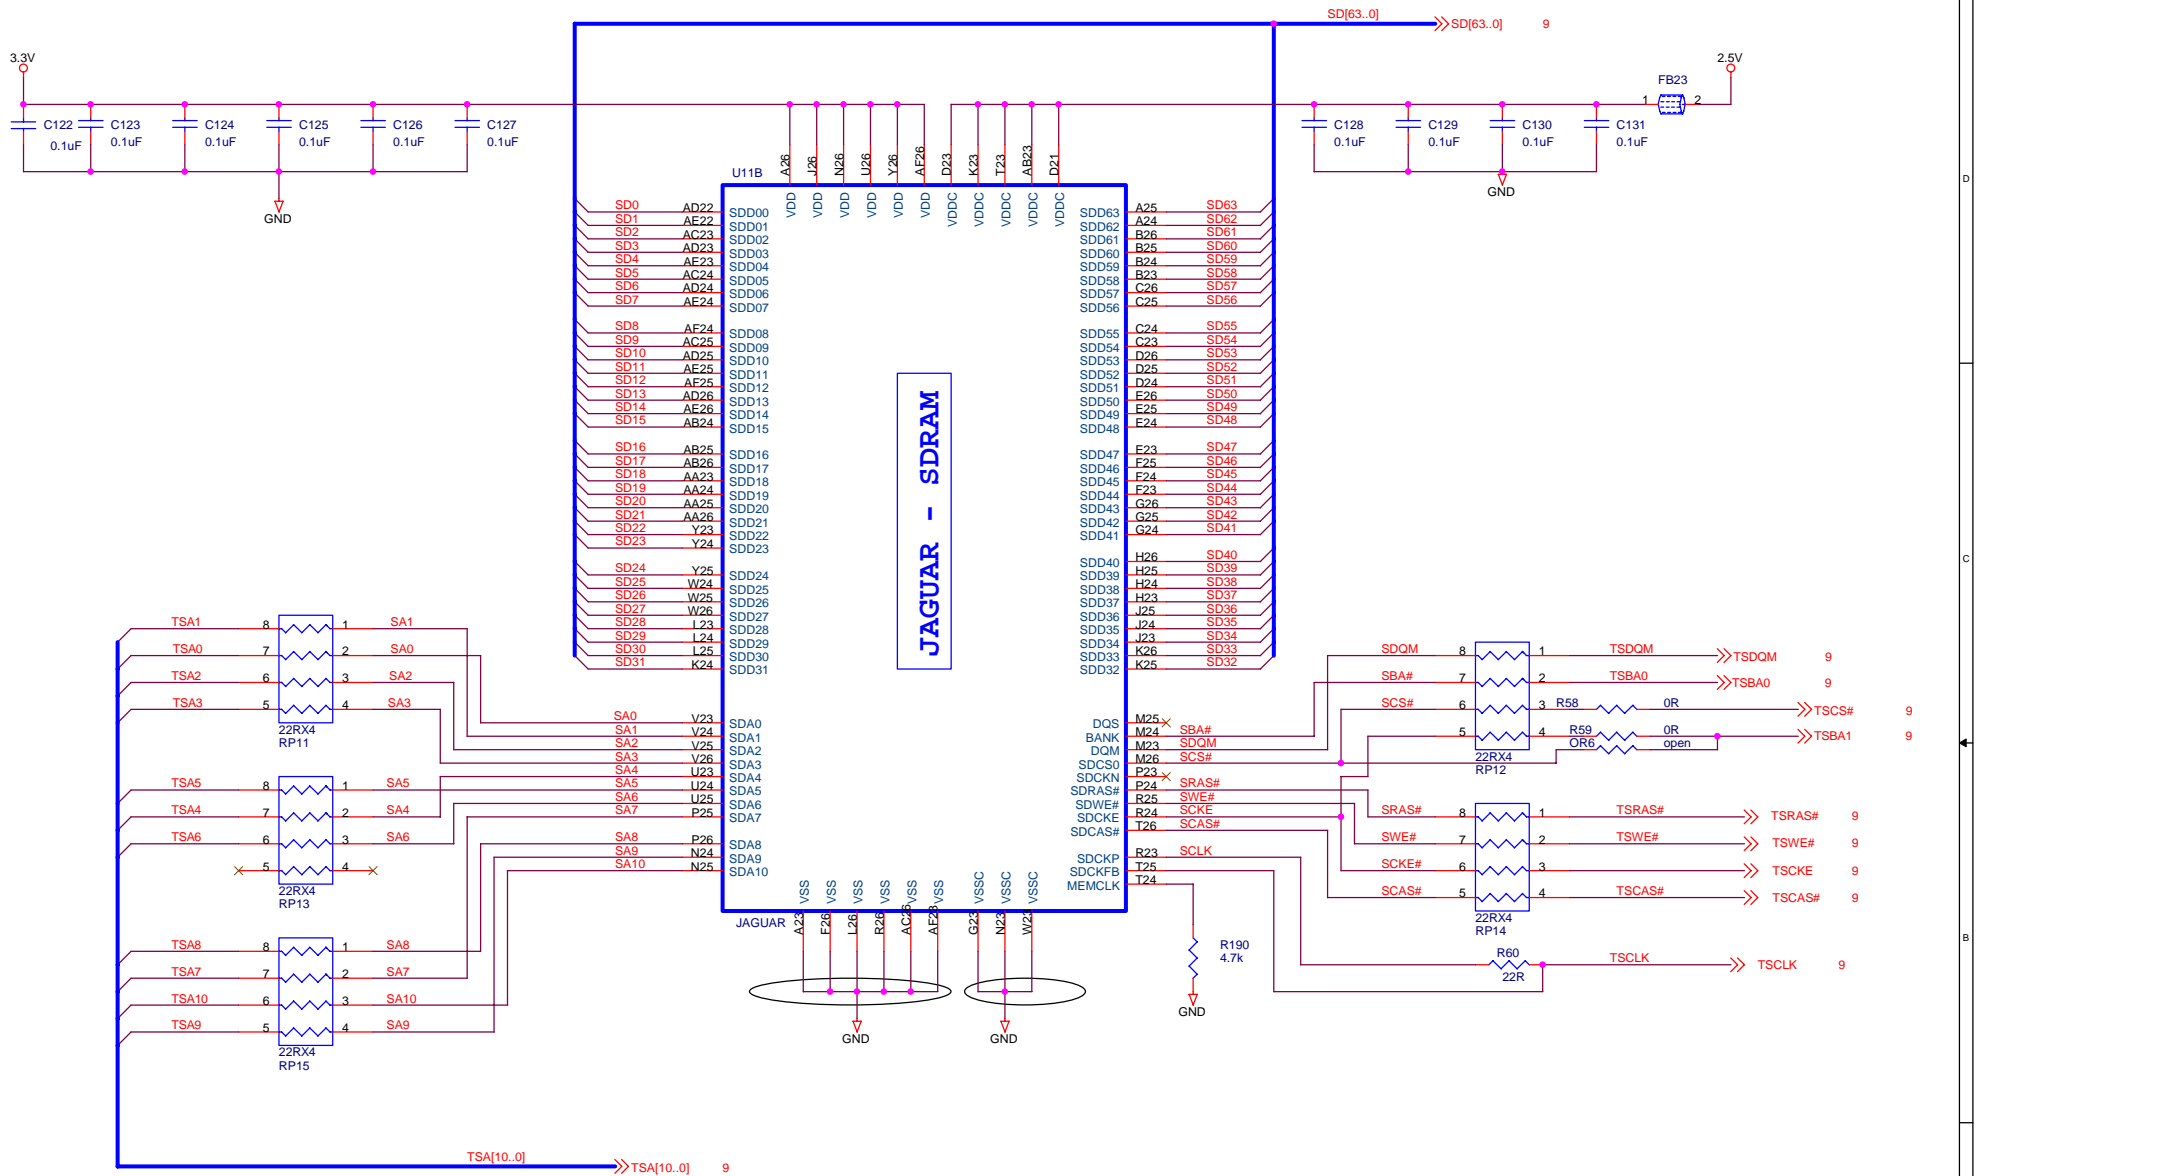 SD[63..0]
SD[63..0] 9
3.3V
2.5V
FB23
1 2
C122 0.1uF
C123 0.1uF
C124 0.1uF
C125 0.1uF
C126 0.1uF
C127 0.1uF
C128 0.1uF
C129 0.1uF
C130 0.1uF
C131 0.1uF
GND
GND
U11B
A26 J26 N26 U26 Y26 AF26 D23 K23 T23 AB23 D21
VDD VDD VDD VDD VDD VDD VDDC VDDC VDDC VDDC VDDC
SD0 AD22 SDD00
SD1 AE22 SDD01
SD2 AC23 SDD02
SD3 AD23 SDD03
SD4 AE23 SDD04
SD5 AC24 SDD05
SD6 AD24 SDD06
SD7 AE24 SDD07
SD8 AF24 SDD08
SD9 AC25 SDD09
SD10 AD25 SDD10
SD11 AE25 SDD11
SD12 AF25 SDD12
SD13 AD26 SDD13
SD14 AE26 SDD14
SD15 AB24 SDD15
SD16 AB25 SDD16
SD17 AB26 SDD17
SD18 AA23 SDD18
SD19 AA24 SDD19
SD20 AA25 SDD20
SD21 AA26 SDD21
SD22 Y23 SDD22
SD23 Y24 SDD23
SD24 Y25 SDD24
SD25 W24 SDD25
SD26 W25 SDD26
SD27 W26 SDD27
SD28 L23 SDD28
SD29 L24 SDD29
SD30 L25 SDD30
SD31 K24 SDD31
SA0 V23 SDA0
SA1 V24 SDA1
SA2 V25 SDA2
SA3 V26 SDA3
SA4 U23 SDA4
SA5 U24 SDA5
SA6 U25 SDA6
SA7 P25 SDA7
SA8 P26 SDA8
SA9 N24 SDA9
SA10 N25 SDA10
JAGUAR - SDRAM
SDD63 A25 SD63
SDD62 A24 SD62
SDD61 B26 SD61
SDD60 B25 SD60
SDD59 B24 SD59
SDD58 B23 SD58
SDD57 C26 SD57
SDD56 C25 SD56
SDD55 C24 SD55
SDD54 C23 SD54
SDD53 D26 SD53
SDD52 D25 SD52
SDD51 D24 SD51
SDD50 E26 SD50
SDD49 E25 SD49
SDD48 E24 SD48
SDD47 E23 SD47
SDD46 F25 SD46
SDD45 F24 SD45
SDD44 F23 SD44
SDD43 G26 SD43
SDD42 G25 SD42
SDD41 G24 SD41
SDD40 H26 SD40
SDD39 H25 SD39
SDD38 H24 SD38
SDD37 H23 SD37
SDD36 J25 SD36
SDD35 J24 SD35
SDD34 J23 SD34
SDD33 K26 SD33
SDD32 K25 SD32
DQS M25
BANK M24 SBA#
DQM M23 SDQM
SDCS0 M26 SCS#
SDCKN P23
SDRAS# P24 SRAS#
SDWE# R25 SWE#
SDCKE R24 SCKE
SDCAS# T26 SCAS#
SDCKP R23 SCLK
SDCKFB T25
MEMCLK T24
VSS VSS VSS VSS VSS VSS VSSC VSSC VSSC
A23 F26 L26 R26 AC26 AF23 G23 N23 W23
JAGUAR
GND
GND
R190
4.7k
GND
TSA1 8 1 SA1
TSA0 7 2 SA0
TSA2 6 3 SA2
TSA3 5 4 SA3
22RX4
RP11
TSA5 8 1 SA5
TSA4 7 2 SA4
TSA6 6 3 SA6
5 4
22RX4
RP13
TSA8 8 1 SA8
TSA7 7 2 SA7
TSA10 6 3 SA10
TSA9 5 4 SA9
22RX4
RP15
TSA[10..0]
TSA[10..0] 9
SDQM 8 1 TSDQM TSDQM 9
SBA# 7 2 TSBA0 TSBA0 9
SCS# 6 3 R58 0R TSCS# 9
5 4 R59 0R TSBA1 9
OR6 open
22RX4
RP12
SRAS# 8 1 TSRAS# TSRAS# 9
SWE# 7 2 TSWE# TSWE# 9
SCKE# 6 3 TSCKE 9
SCAS# 5 4 TSCAS# TSCAS# 9
22RX4
RP14
R60
22R
TSCLK TSCLK 9
D
C
B